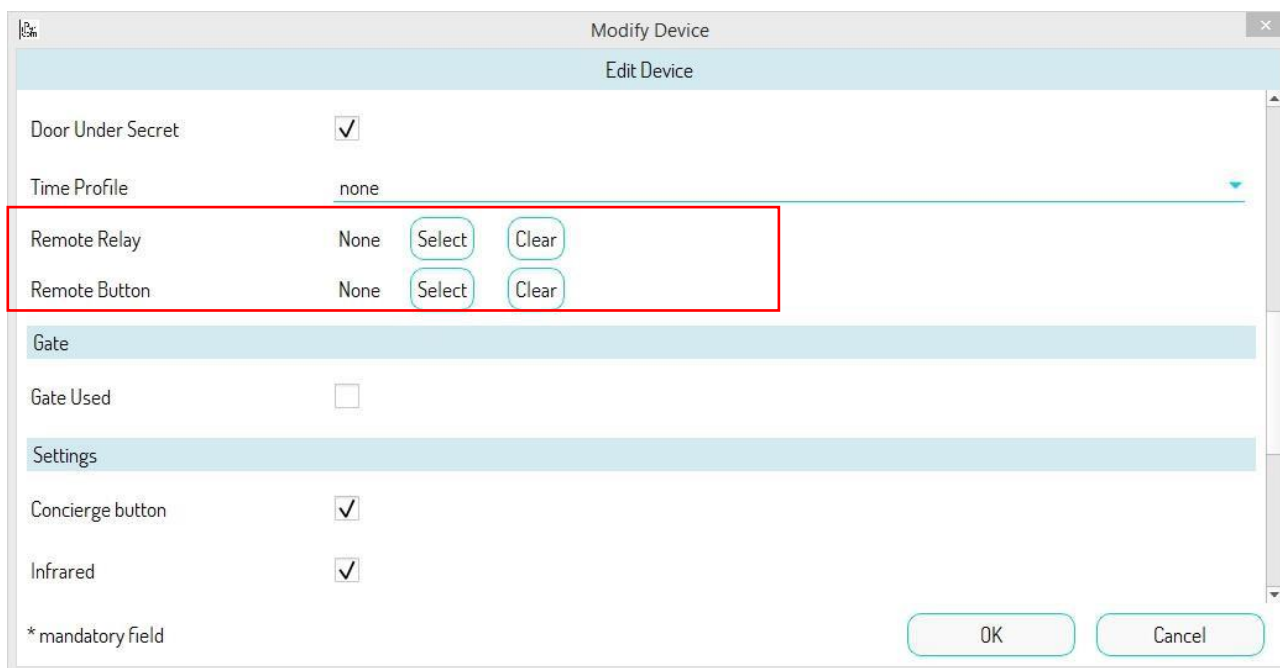 Modify Device
Edit Device
Door Under Secret
Time Profile none
Remote Relay None Select Clear
Remote Button None Select Clear
Gate
Gate Used
Settings
Concierge button
Infrared
* mandatory field OK Cancel